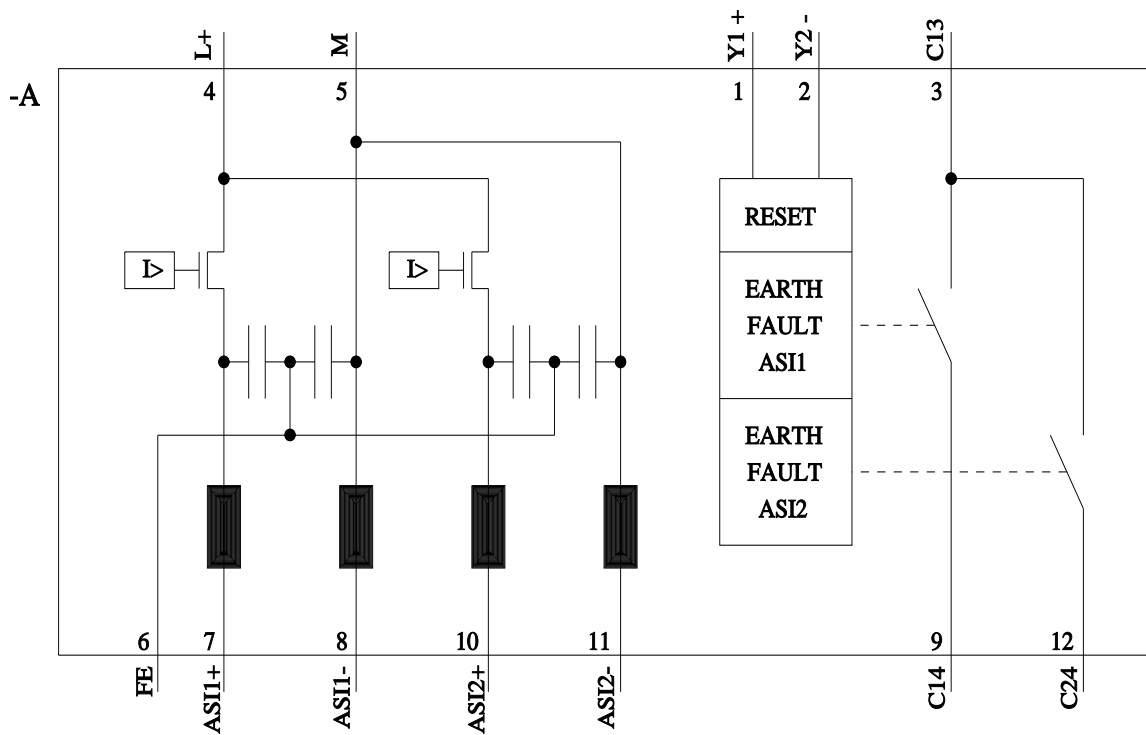 L+
M
Y1 +
Y2 -
C13
-A
4
5
1
2
3
RESET
I>
I>
EARTH
FAULT
ASI1
EARTH
FAULT
ASI2
6
7
8
10
11
9
12
FE
ASI1+
ASI1-
ASI2+
ASI2-
C14
C24